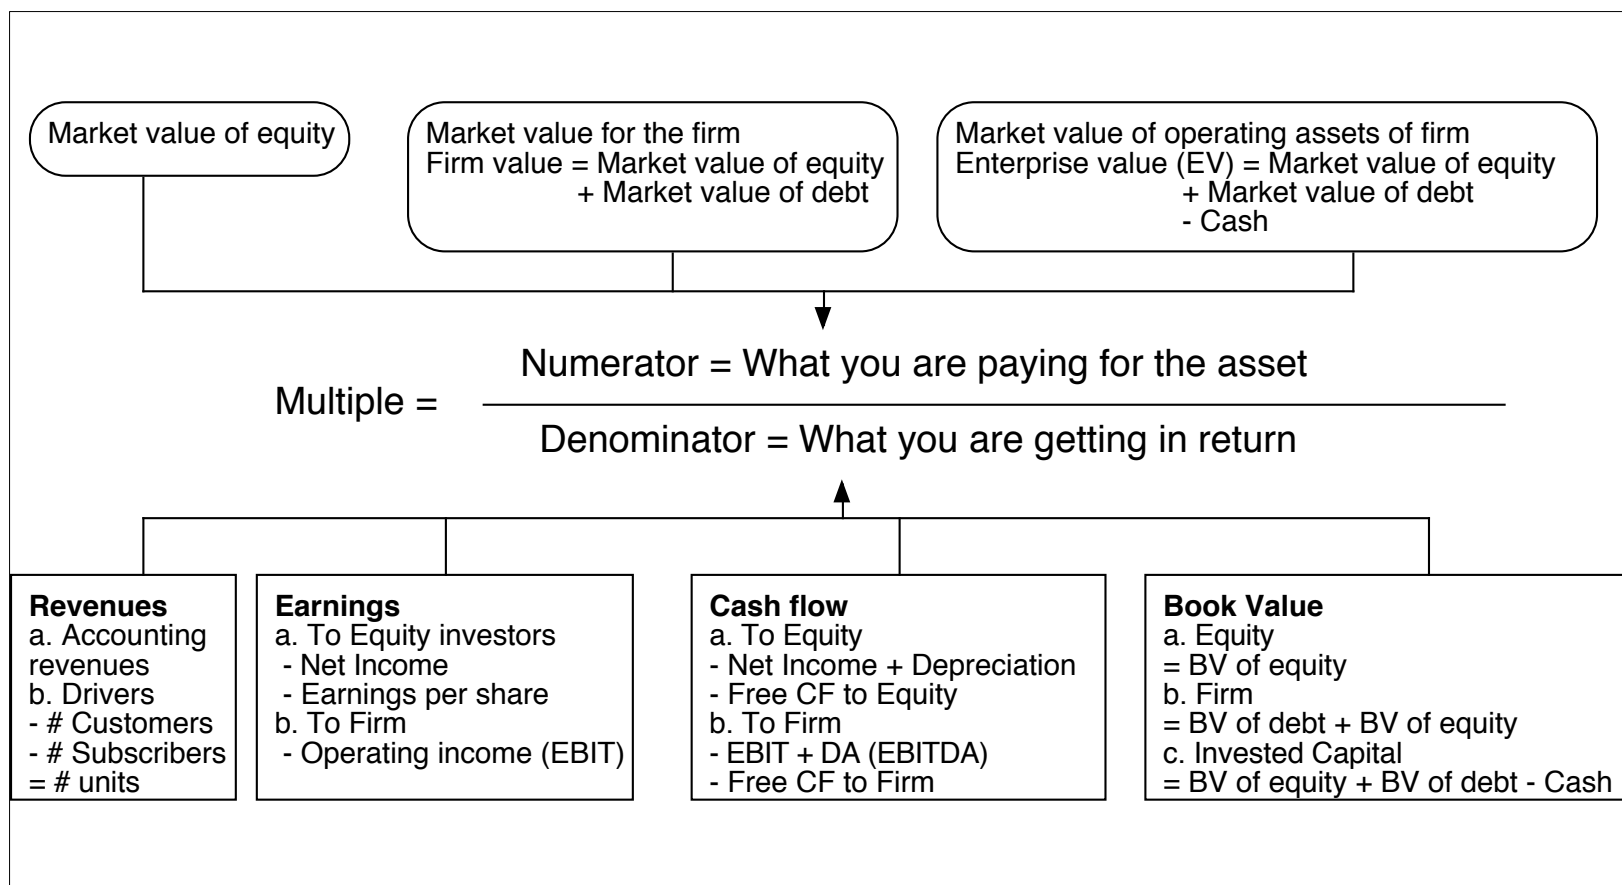 Market value of equity
Market value for the firm
Firm value = Market value of equity
+ Market value of debt
Market value of operating assets of firm
Enterprise value (EV) = Market value of equity
+ Market value of debt
- Cash
Numerator = What you are paying for the asset
Multiple =
Denominator = What you are getting in return
Revenues
a. Accounting
revenues
b. Drivers
- # Customers
- # Subscribers
= # units
Earnings
a. To Equity investors
- Net Income
- Earnings per share
b. To Firm
- Operating income (EBIT)
Cash flow
a. To Equity
- Net Income + Depreciation
- Free CF to Equity
b. To Firm
- EBIT + DA (EBITDA)
- Free CF to Firm
Book Value
a. Equity
= BV of equity
b. Firm
= BV of debt + BV of equity
c. Invested Capital
= BV of equity + BV of debt - Cash